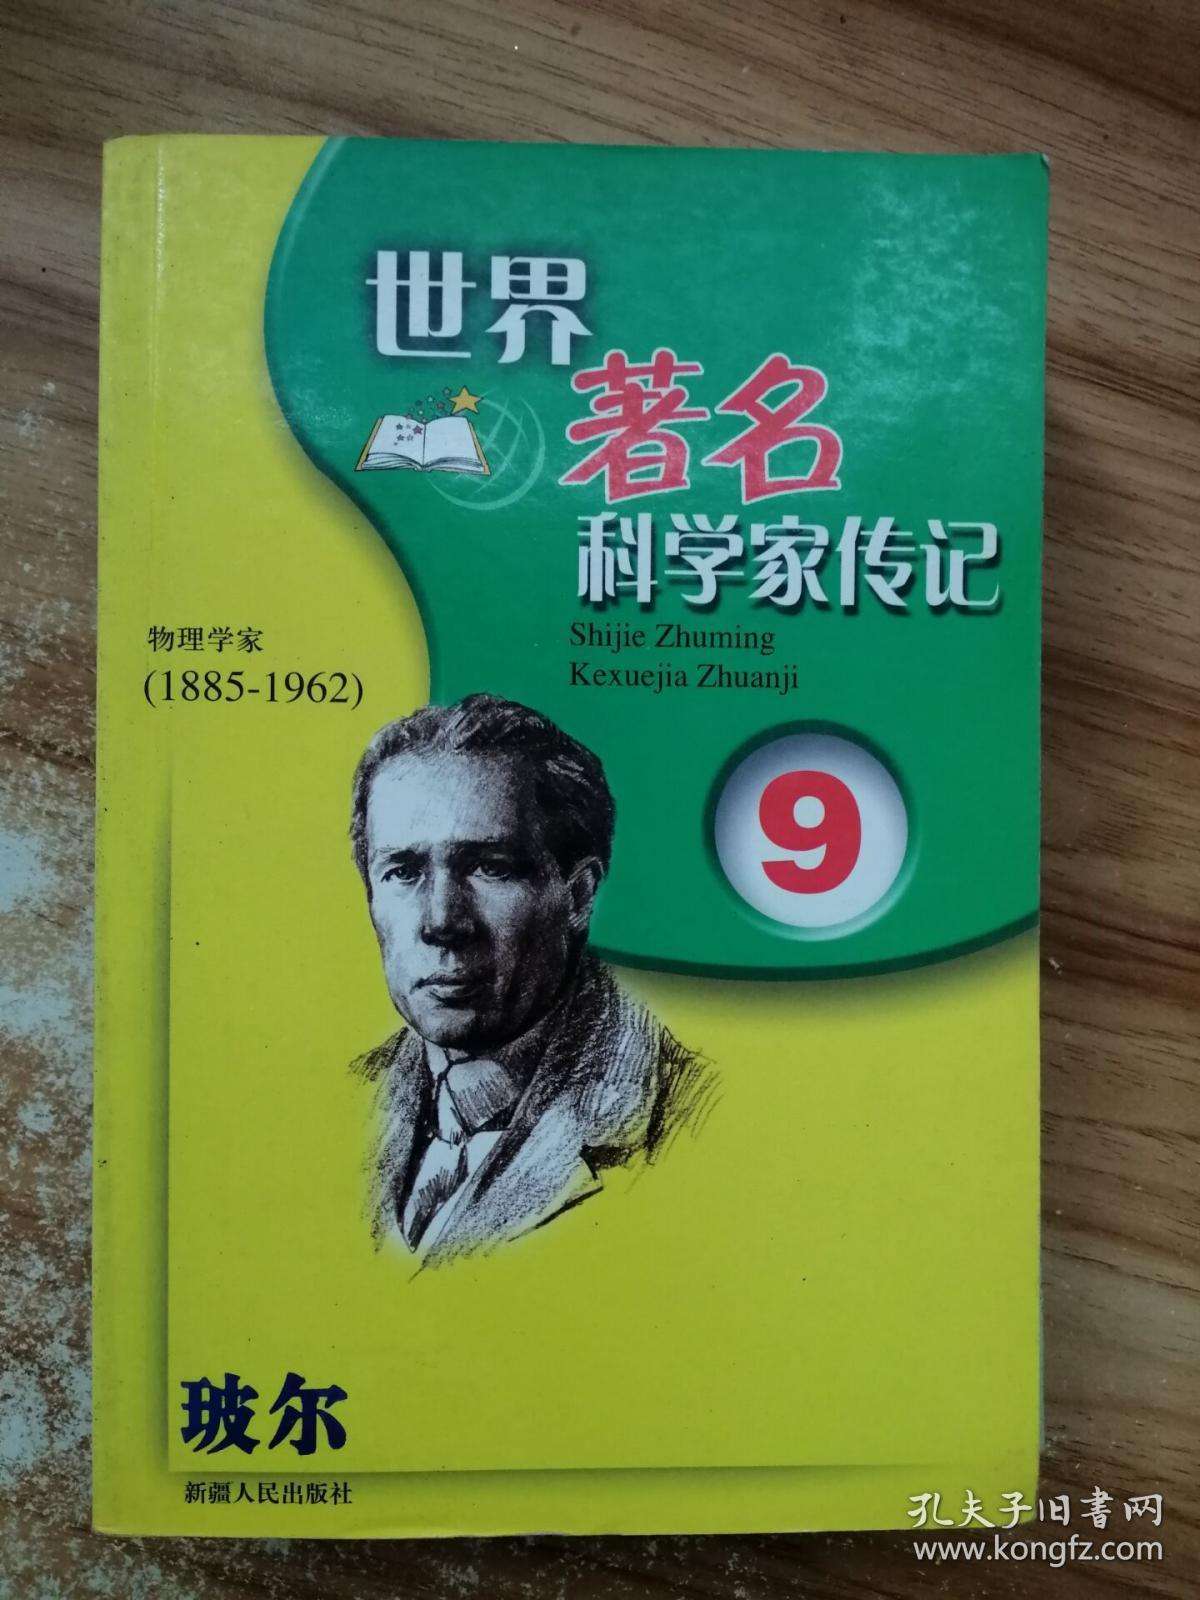 世界
著名
科学家传记
Shijie Zhuming
Kexuejia Zhuanji
物理学家
(1885-1962)
9
玻尔
新疆人民出版社
孔夫子旧书网
www.kongfz.com